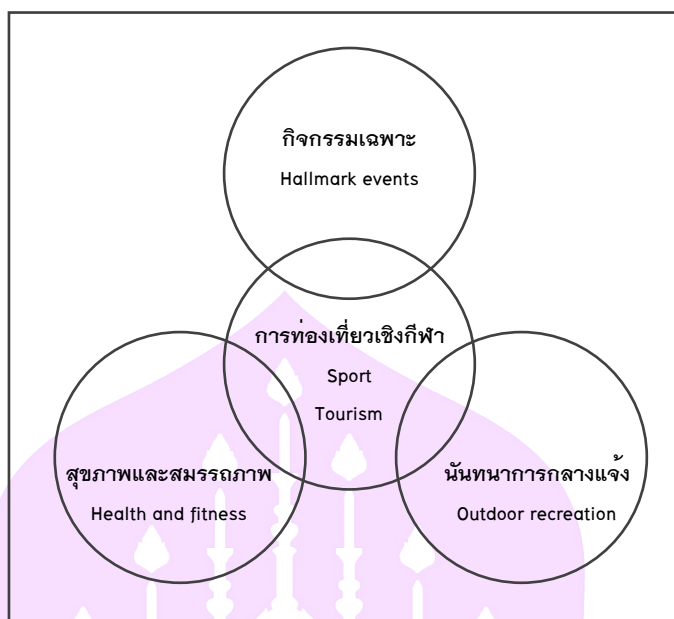 กิจกรรมเฉพาะ
Hallmark events
การท่องเที่ยวเชิงกีฬา
Sport
Tourism
สุขภาพและสมรรถภาพ
Health and fitness
นันทนาการกลางแจ้ง
Outdoor recreation